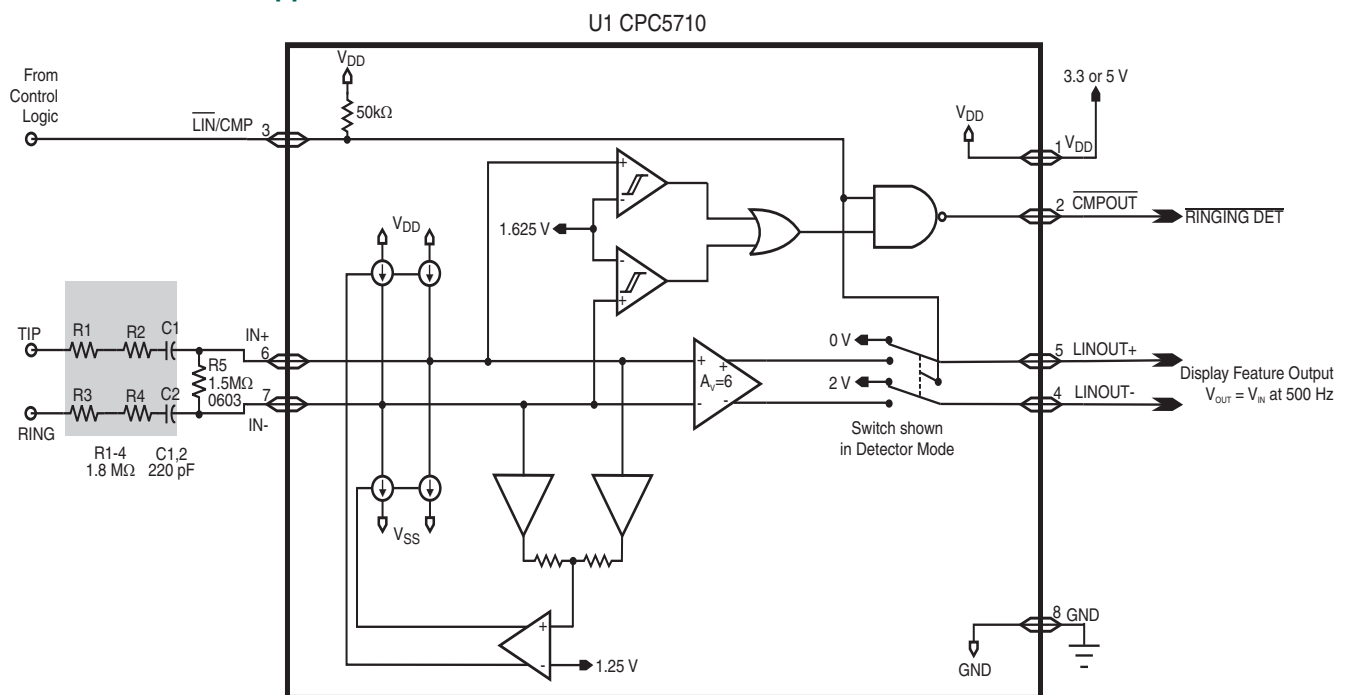 U1 CPC5710
From
Control
Logic
LIN/CMP
3
VDD
50kΩ
VDD
3.3 or 5 V
1
VDD
2
CMPOUT
RINGING DET
+
-
1.625 V
-
+
VDD
TIP
R1
R2
C1
IN+
6
R5
1.5MΩ
0603
R3
R4
C2
7
IN-
RING
R1-4
1.8 MΩ
C1,2
220 pF
+
+
Av=6
-
-
0 V
2 V
5
LINOUT+
4
LINOUT-
Display Feature Output
VOUT = VIN at 500 Hz
Switch shown
in Detector Mode
VSS
+
-
1.25 V
8
GND
GND